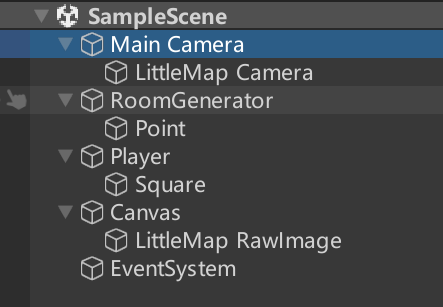 SampleScene
Main Camera
LittleMap Camera
RoomGenerator
Point
Player
Square
Canvas
LittleMap RawImage
EventSystem